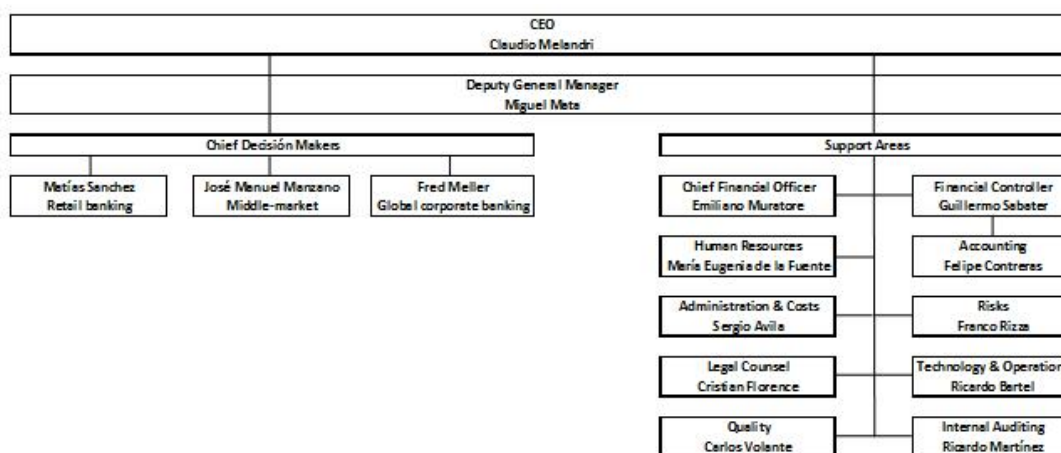 CEO
Claudio Melandri
Deputy General Manager
Miguel Mata
Chief Decisión Makers
Support Areas
Matías Sanchez
Retail banking
José Manuel Manzano
Middle-market
Fred Meller
Global corporate banking
Chief Financial Officer
Emiliano Muratore
Financial Controller
Guillermo Sabater
Human Resources
María Eugenia de la Fuente
Accounting
Felipe Contreras
Administration & Costs
Sergio Avila
Risks
Franco Rizza
Legal Counsel
Cristian Florence
Technology & Operation
Ricardo Bartel
Quality
Carlos Volante
Internal Auditing
Ricardo Martínez